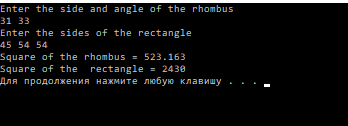 Enter the side and angle of the rhombus
31 33
Enter the sides of the rectangle
45 54 54
Square of the rhombus = 523.163
Square of the  rectangle = 2430
Для продолжения нажмите любую клавишу . . .